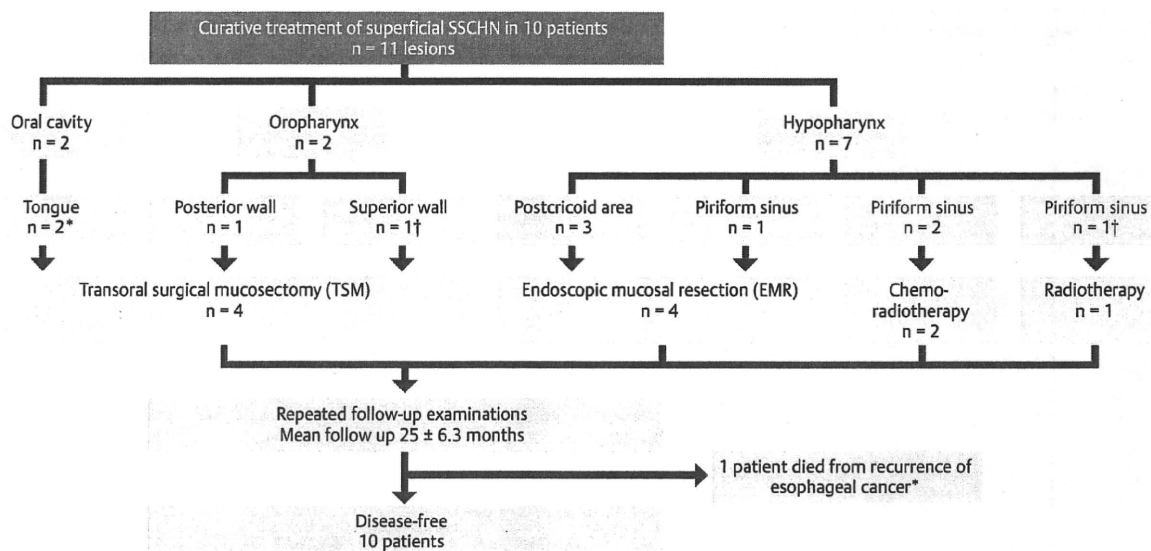 Curative treatment of superficial SSCHN in 10 patients
n = 11 lesions
Oral cavity
n = 2
Oropharynx
n = 2
Hypopharynx
n = 7
Tongue
n = 2*
Posterior wall
n = 1
Superior wall
n = 1†
Postcricoid area
n = 3
Piriform sinus
n = 1
Piriform sinus
n = 2
Piriform sinus
n = 1†
Transoral surgical mucosectomy (TSM)
n = 4
Endoscopic mucosal resection (EMR)
n = 4
Chemo-
radiotherapy
n = 2
Radiotherapy
n = 1
Repeated follow-up examinations
Mean follow up 25 ± 6.3 months
1 patient died from recurrence of
esophageal cancer*
Disease-free
10 patients